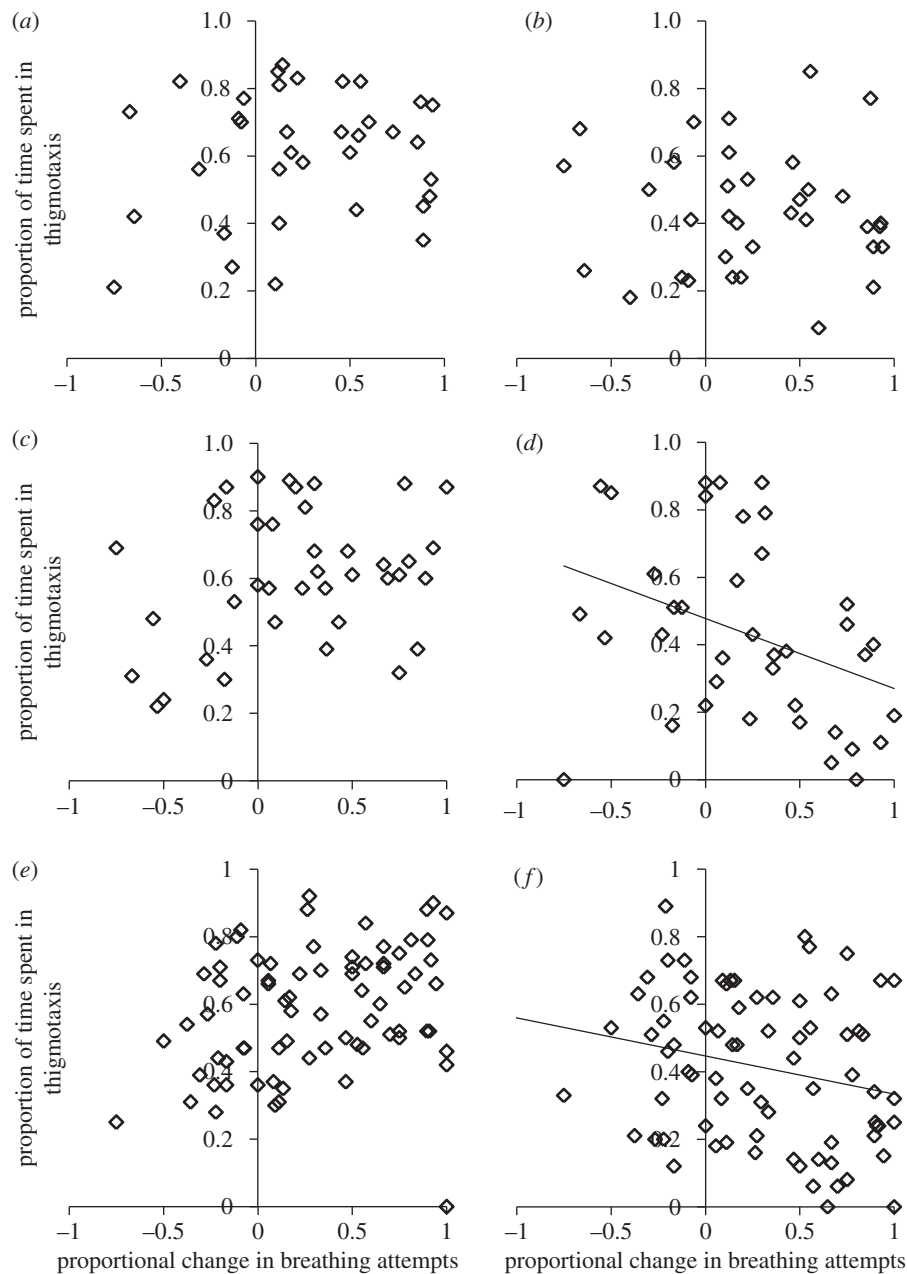 (a) (b)
proportion of time spent in
thigmotaxis
1.0 1.0
0.8 0.8
0.6 0.6
0.4 0.4
0.2 0.2
0 0
–1 –0.5 0 0.5 1 –1 –0.5 0 0.5 1
(c) (d)
proportion of time spent in
thigmotaxis
1.0 1.0
0.8 0.8
0.6 0.6
0.4 0.4
0.2 0.2
0 0
–1 –0.5 0 0.5 1 –1 –0.5 0 0.5 1
(e) (f)
proportion of time spent in
thigmotaxis
1 1
0.8 0.8
0.6 0.6
0.4 0.4
0.2 0.2
0 0
–1 –0.5 0 0.5 1 –1 –0.5 0 0.5 1
proportional change in breathing attempts proportional change in breathing attempts